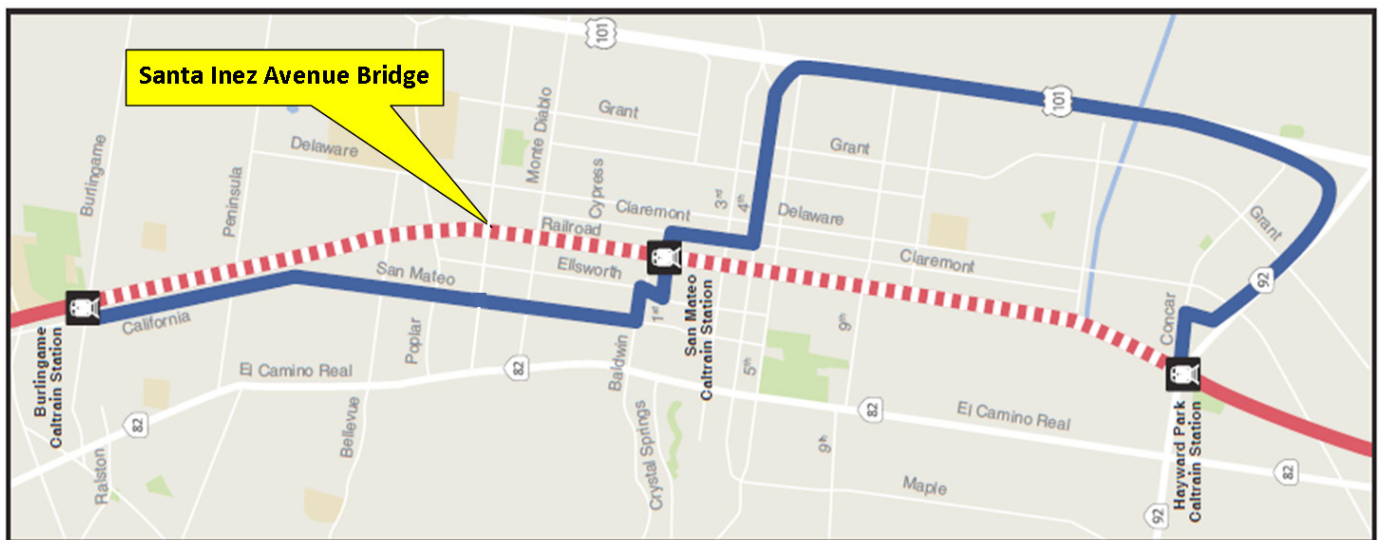 101
Santa Inez Avenue Bridge
101
Grant
Monte Diablo
Burlingame
Delaware
Grant
Peninsula
Cypress
3rd
4th
Claremont
Delaware
Grant
Railroad
Claremont
Ellsworth
San Mateo
92
California
1st
San Mateo
Caltrain Station
9th
Concar
Poplar
Burlingame
Caltrain Station
El Camino Real
82
Baldwin
5th
82
El Camino Real
82
Bellevue
9th
Crystal Springs
Hayward Park
Caltrain Station
82
Ralston
Maple
92